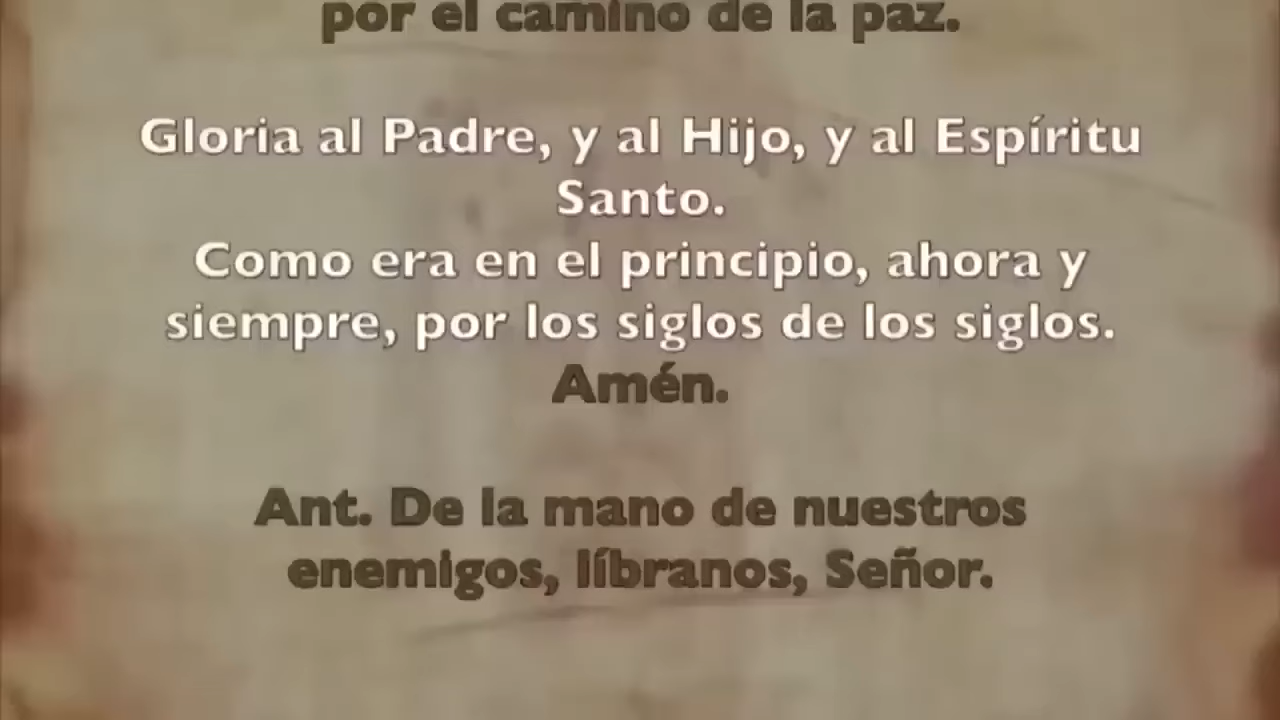 por el camino de la paz.
Gloria al Padre, y al Hijo, y al Espíritu
Santo.
Como era en el principio, ahora y
siempre, por los siglos de los siglos.
Amén.
Ant. De la mano de nuestros
enemigos, líbranos, Señor.